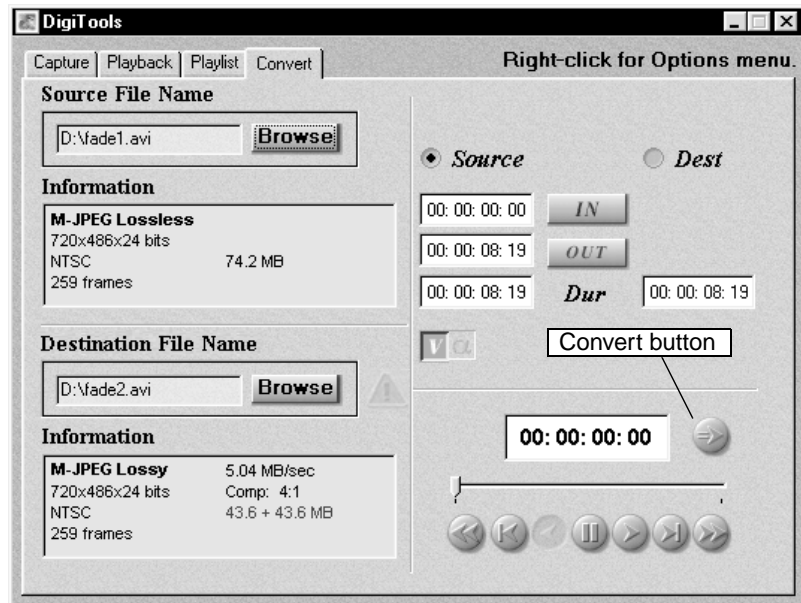 DigiTools
Capture Playback Playlist Convert
Right-click for Options menu.
Source File Name
D:\fade1.avi Browse
Information
M-JPEG Lossless
720x486x24 bits
NTSC 74.2 MB
259 frames
Destination File Name
D:\fade2.avi Browse
Information
M-JPEG Lossy 5.04 MB/sec
720x486x24 bits Comp: 4:1
NTSC 43.6 + 43.6 MB
259 frames
Source Dest
00: 00: 00: 00 IN
00: 00: 08: 19 OUT
00: 00: 08: 19 Dur 00: 00: 08: 19
V α
Convert button
00: 00: 00: 00